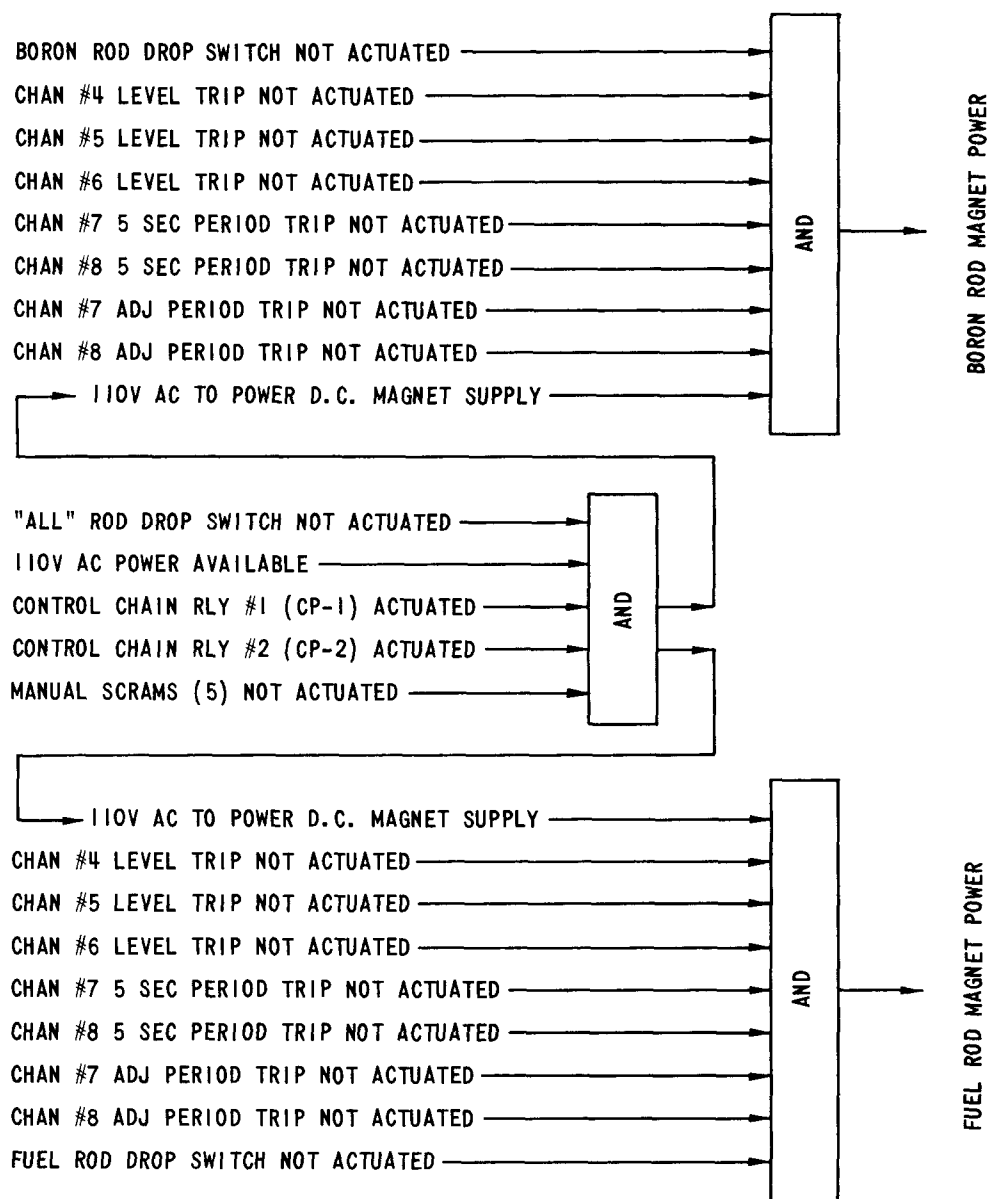 BORON ROD DROP SWITCH NOT ACTUATED
CHAN #4 LEVEL TRIP NOT ACTUATED
CHAN #5 LEVEL TRIP NOT ACTUATED
CHAN #6 LEVEL TRIP NOT ACTUATED
CHAN #7 5 SEC PERIOD TRIP NOT ACTUATED
CHAN #8 5 SEC PERIOD TRIP NOT ACTUATED
CHAN #7 ADJ PERIOD TRIP NOT ACTUATED
CHAN #8 ADJ PERIOD TRIP NOT ACTUATED
110V AC TO POWER D.C. MAGNET SUPPLY
AND
BORON ROD MAGNET POWER
"ALL" ROD DROP SWITCH NOT ACTUATED
110V AC POWER AVAILABLE
CONTROL CHAIN RLY #1 (CP-1) ACTUATED
CONTROL CHAIN RLY #2 (CP-2) ACTUATED
MANUAL SCRAMS (5) NOT ACTUATED
AND
110V AC TO POWER D.C. MAGNET SUPPLY
CHAN #4 LEVEL TRIP NOT ACTUATED
CHAN #5 LEVEL TRIP NOT ACTUATED
CHAN #6 LEVEL TRIP NOT ACTUATED
CHAN #7 5 SEC PERIOD TRIP NOT ACTUATED
CHAN #8 5 SEC PERIOD TRIP NOT ACTUATED
CHAN #7 ADJ PERIOD TRIP NOT ACTUATED
CHAN #8 ADJ PERIOD TRIP NOT ACTUATED
FUEL ROD DROP SWITCH NOT ACTUATED
AND
FUEL ROD MAGNET POWER